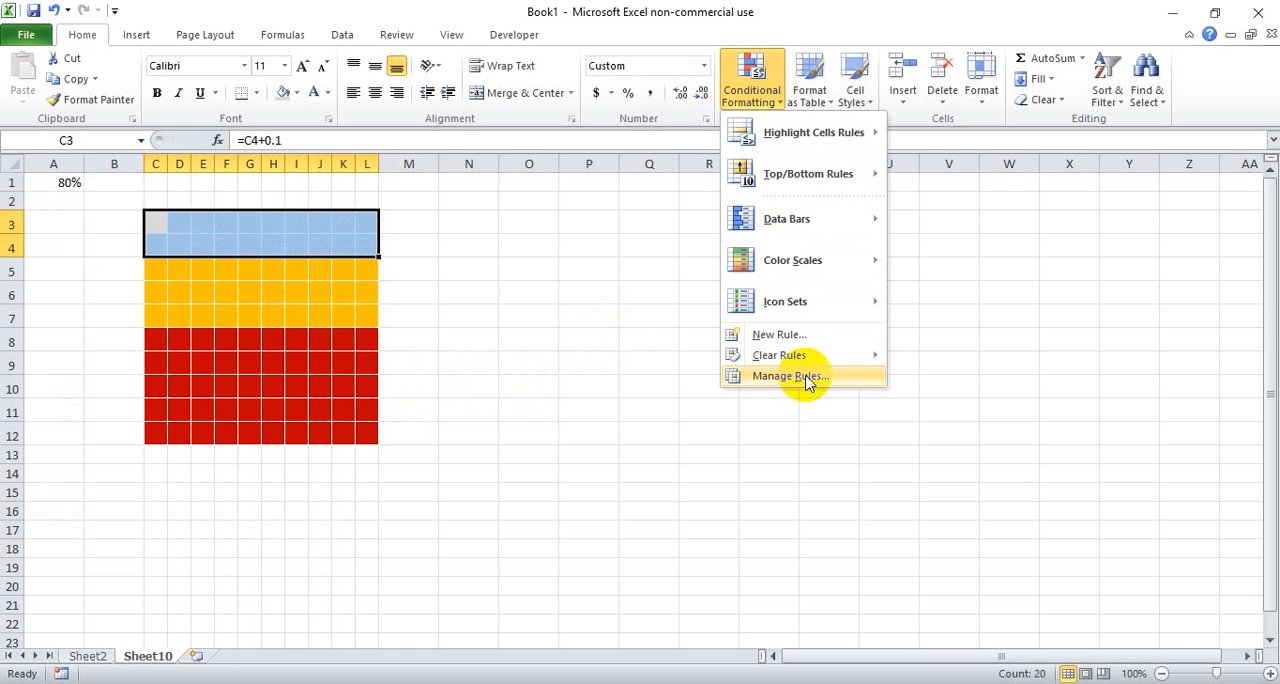 Book1 - Microsoft Excel non-commercial use
File Home Insert Page Layout Formulas Data Review View Developer
Paste
Cut
Copy
Format Painter
Clipboard
Calibri 11
B I U
Font
Wrap Text
Merge & Center
Alignment
Custom
$ % ,
Number
Conditional Formatting
Format as Table
Cell Styles
Insert Delete Format
Cells
AutoSum
Fill
Clear
Sort & Filter
Find & Select
Editing
C3 fx =C4+0.1
A B C D E F G H I J K L M N O P Q R U V W X Y Z AA
1 80%
2
3
4
5
6
7
8
9
10
11
12
13
14
15
16
17
18
19
20
21
22
23
Highlight Cells Rules
Top/Bottom Rules
Data Bars
Color Scales
Icon Sets
New Rule...
Clear Rules
Manage Rules...
Sheet2 Sheet10
Ready Count: 20 100%